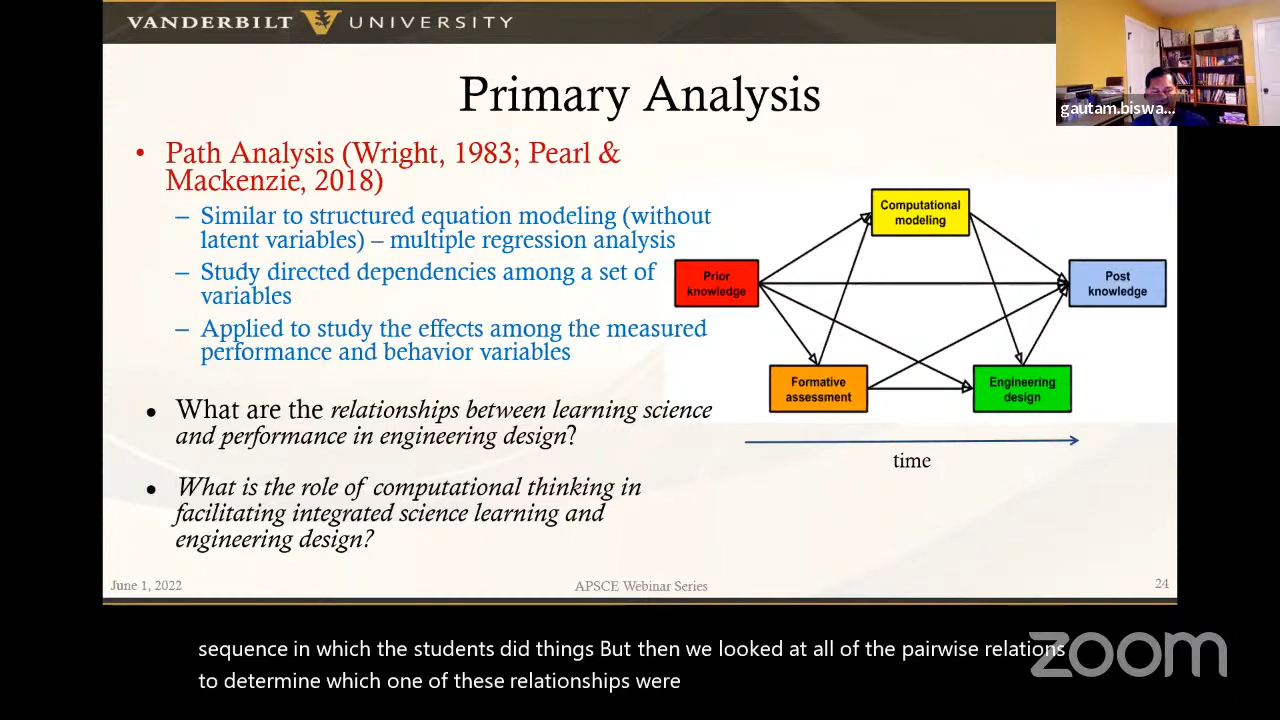 VANDERBILT UNIVERSITY
gautam.biswa...
Primary Analysis
• Path Analysis (Wright, 1983; Pearl &
Mackenzie, 2018)
– Similar to structured equation modeling (without
latent variables) – multiple regression analysis
– Study directed dependencies among a set of
variables
– Applied to study the effects among the measured
performance and behavior variables
• What are the relationships between learning science
and performance in engineering design?
• What is the role of computational thinking in
facilitating integrated science learning and
engineering design?
Computational
modeling
Prior
knowledge
Post
knowledge
Formative
assessment
Engineering
design
time
June 1, 2022
APSCE Webinar Series
24
sequence in which the students did things But then we looked at all of the pairwise relations
to determine which one of these relationships were
zoom